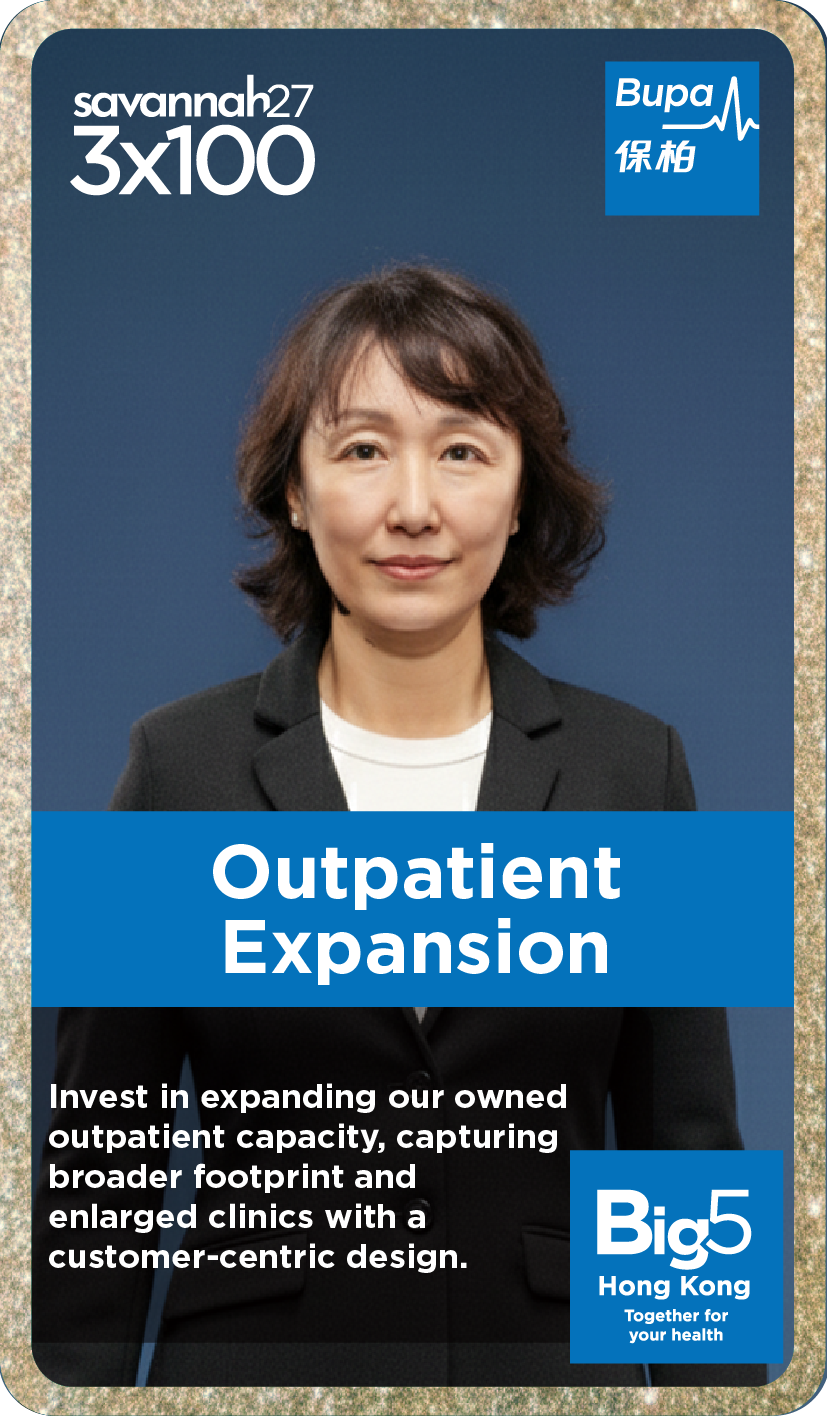 savannah27
3x100
Bupa
保柏
Outpatient
Expansion
Invest in expanding our owned
outpatient capacity, capturing
broader footprint and
enlarged clinics with a
customer-centric design.
Big5
Hong Kong
Together for
your health